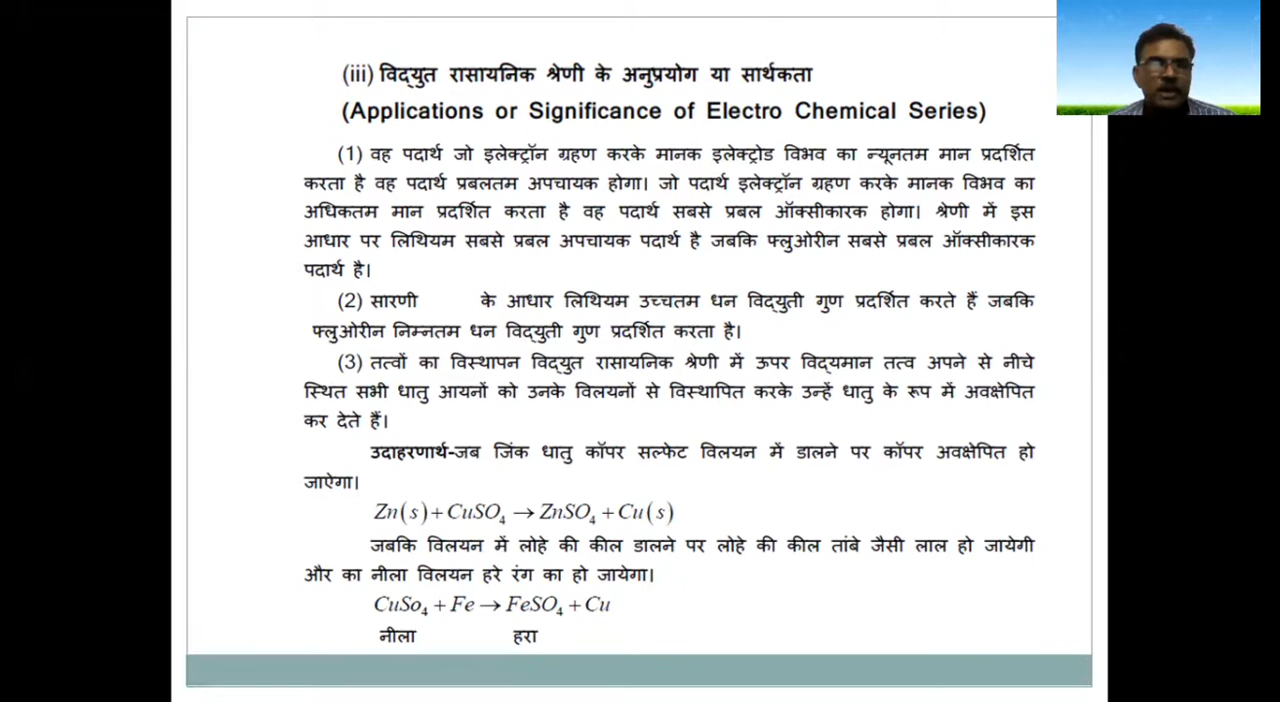 (iii) विद्युत रासायनिक श्रेणी के अनुप्रयोग या सार्थकता
(Applications or Significance of Electro Chemical Series)
(1) वह पदार्थ जो इलेक्ट्रॉन ग्रहण करके मानक इलेक्ट्रोड विभव का न्यूनतम मान प्रदर्शित
करता है वह पदार्थ प्रबलतम अपचायक होगा। जो पदार्थ इलेक्ट्रॉन ग्रहण करके मानक विभव का
अधिकतम मान प्रदर्शित करता है वह पदार्थ सबसे प्रबल ऑक्सीकारक होगा। श्रेणी में इस
आधार पर लिथियम सबसे प्रबल अपचायक पदार्थ है जबकि फ्लुओरीन सबसे प्रबल ऑक्सीकारक
पदार्थ है।
(2) सारणी के आधार लिथियम उच्चतम धन विद्युती गुण प्रदर्शित करते हैं जबकि
फ्लुओरीन निम्नतम धन विद्युती गुण प्रदर्शित करता है।
(3) तत्वों का विस्थापन विद्युत रासायनिक श्रेणी में ऊपर विद्यमान तत्व अपने से नीचे
स्थित सभी धातु आयनों को उनके विलयनों से विस्थापित करके उन्हें धातु के रूप में अवक्षेपित
कर देते हैं।
उदाहरणार्थ-जब जिंक धातु कॉपर सल्फेट विलयन में डालने पर कॉपर अवक्षेपित हो
जाऐगा।
Zn(s)+CuSO₄ → ZnSO₄ + Cu(s)
जबकि विलयन में लोहे की कील डालने पर लोहे की कील तांबे जैसी लाल हो जायेगी
और का नीला विलयन हरे रंग का हो जायेगा।
CuSo₄ + Fe → FeSO₄ + Cu
नीला हरा